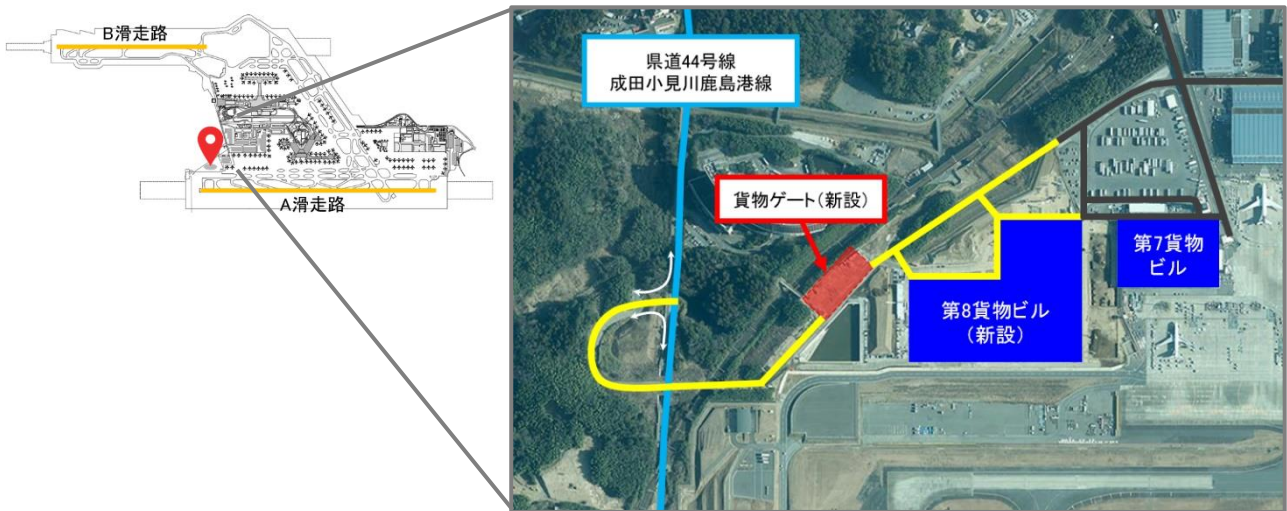 B滑走路
A滑走路
県道44号線
成田小見川鹿島港線
貨物ゲート(新設)
第7貨物
ビル
第8貨物ビル
(新設)